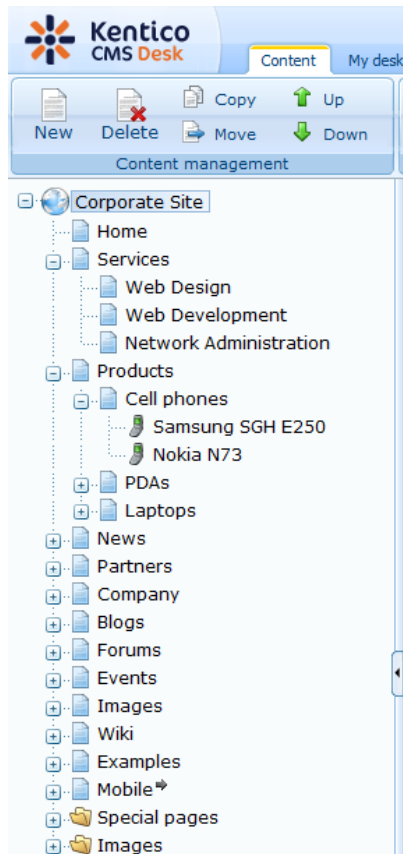 Kentico
CMS Desk
Content My desk
Copy Up
New Delete Move Down
Content management
Corporate Site
Home
Services
Web Design
Web Development
Network Administration
Products
Cell phones
Samsung SGH E250
Nokia N73
PDAs
Laptops
News
Partners
Company
Blogs
Forums
Events
Images
Wiki
Examples
Mobile
Special pages
Images